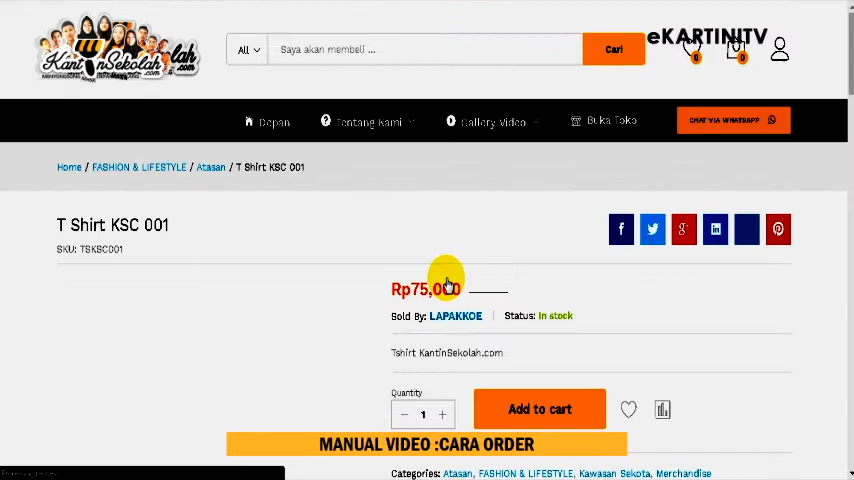 KantinSekolah
.com
eKARTINITV
All
Saya akan membeli ...
Cari
0
0
Depan
Tentang Kami
Gallery Video
Buka Toko
CHAT VIA WHATSAPP
Home / FASHION & LIFESTYLE / Atasan / T Shirt KSC 001
T Shirt KSC 001
SKU: TSKSC001
Rp75,000
Sold By: LAPAKKOE
Status: In stock
Tshirt KantinSekolah.com
Quantity
− 1 +
Add to cart
MANUAL VIDEO :CARA ORDER
Categories: Atasan, FASHION & LIFESTYLE, Kawasan Sekota, Merchandise